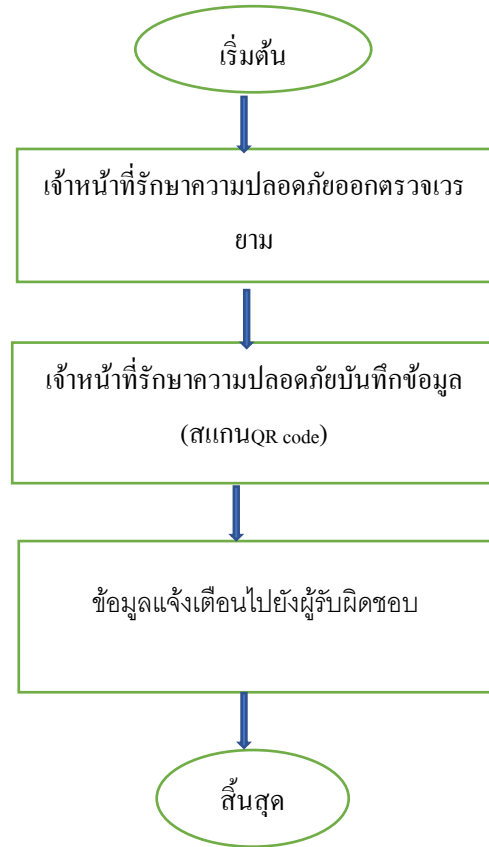 เริ่มต้น
เจ้าหน้าที่รักษาความปลอดภัยออกตรวจเวร
ยาม
เจ้าหน้าที่รักษาความปลอดภัยบันทึกข้อมูล
(สแกนQR code)
ข้อมูลแจ้งเตือนไปยังผู้รับผิดชอบ
สิ้นสุด